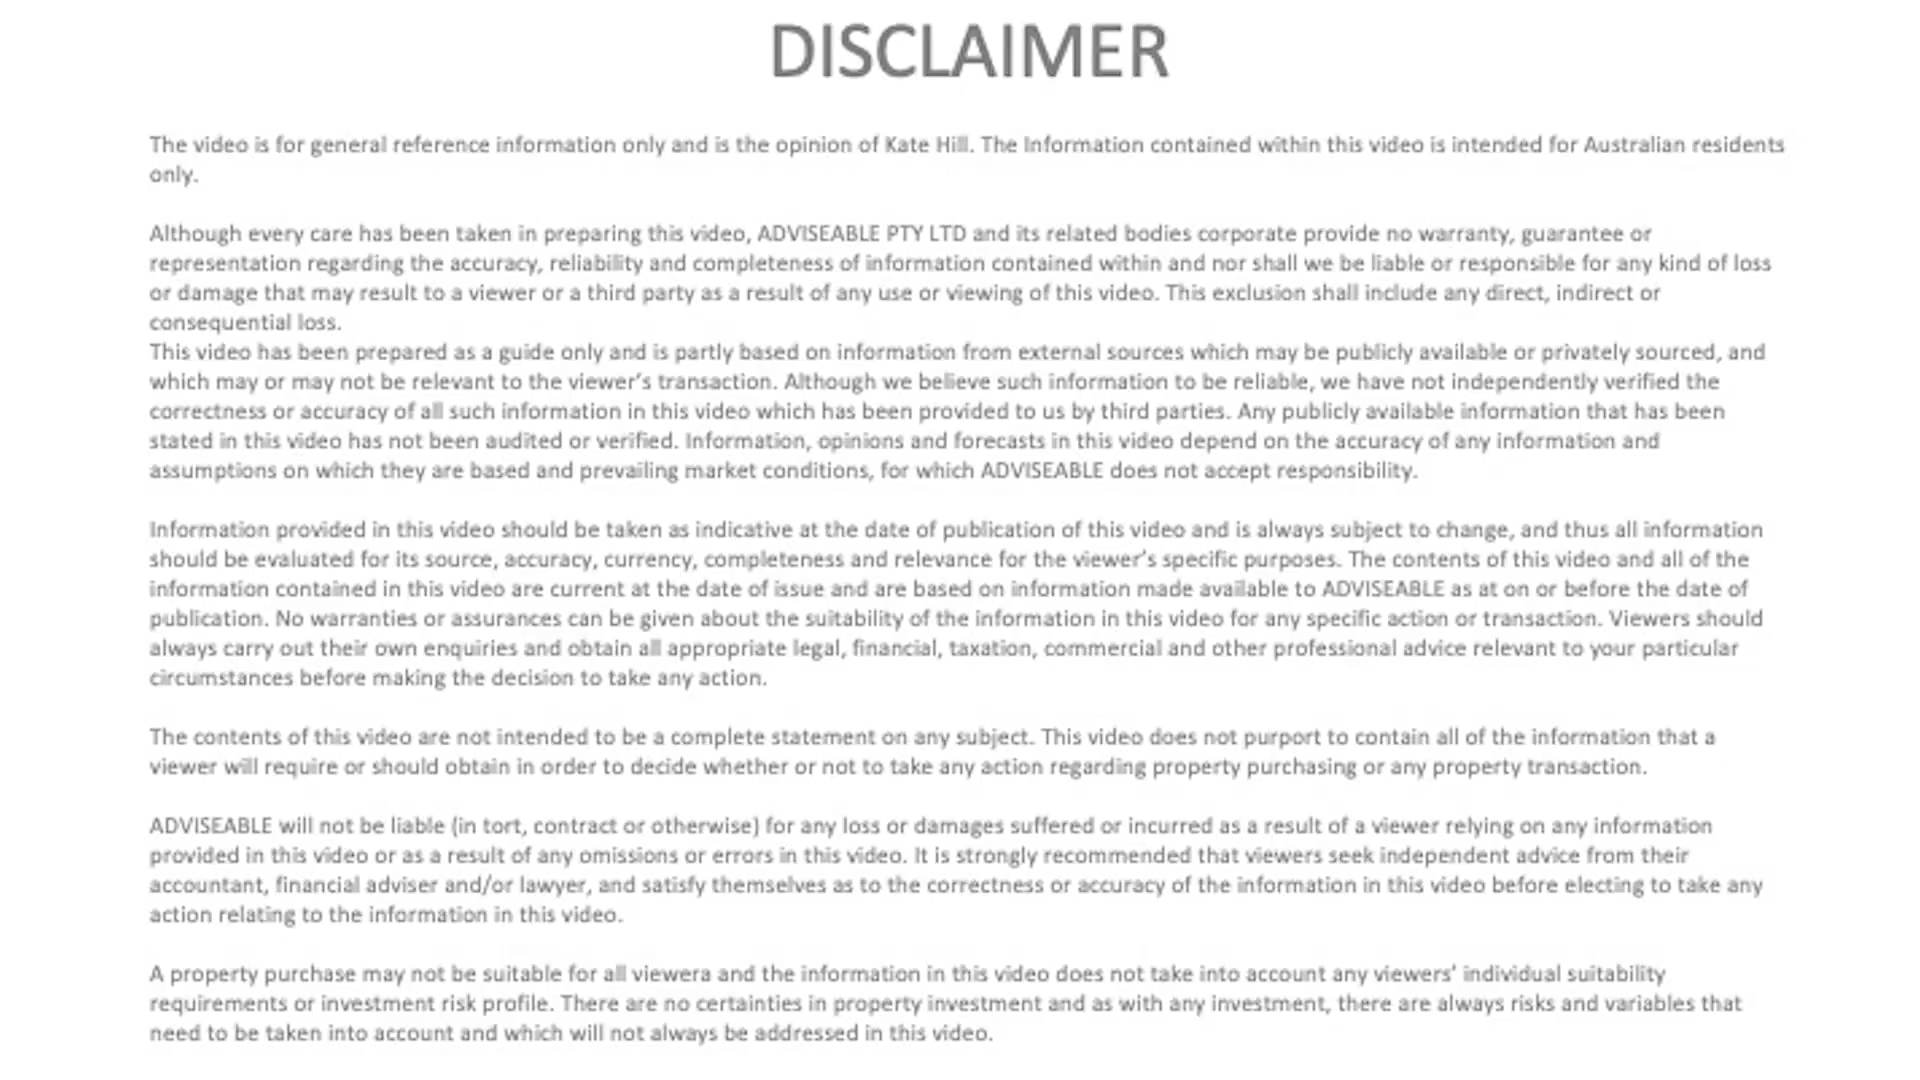 DISCLAIMER
The video is for general reference information only and is the opinion of Kate Hill. The Information contained within this video is intended for Australian residents
only.
Although every care has been taken in preparing this video, ADVISEABLE PTY LTD and its related bodies corporate provide no warranty, guarantee or
representation regarding the accuracy, reliability and completeness of information contained within and nor shall we be liable or responsible for any kind of loss
or damage that may result to a viewer or a third party as a result of any use or viewing of this video. This exclusion shall include any direct, indirect or
consequential loss.
This video has been prepared as a guide only and is partly based on information from external sources which may be publicly available or privately sourced, and
which may or may not be relevant to the viewer's transaction. Although we believe such information to be reliable, we have not independently verified the
correctness or accuracy of all such information in this video which has been provided to us by third parties. Any publicly available information that has been
stated in this video has not been audited or verified. Information, opinions and forecasts in this video depend on the accuracy of any information and
assumptions on which they are based and prevailing market conditions, for which ADVISEABLE does not accept responsibility.
Information provided in this video should be taken as indicative at the date of publication of this video and is always subject to change, and thus all information
should be evaluated for its source, accuracy, currency, completeness and relevance for the viewer's specific purposes. The contents of this video and all of the
information contained in this video are current at the date of issue and are based on information made available to ADVISEABLE as at on or before the date of
publication. No warranties or assurances can be given about the suitability of the information in this video for any specific action or transaction. Viewers should
always carry out their own enquiries and obtain all appropriate legal, financial, taxation, commercial and other professional advice relevant to your particular
circumstances before making the decision to take any action.
The contents of this video are not intended to be a complete statement on any subject. This video does not purport to contain all of the information that a
viewer will require or should obtain in order to decide whether or not to take any action regarding property purchasing or any property transaction.
ADVISEABLE will not be liable (in tort, contract or otherwise) for any loss or damages suffered or incurred as a result of a viewer relying on any information
provided in this video or as a result of any omissions or errors in this video. It is strongly recommended that viewers seek independent advice from their
accountant, financial adviser and/or lawyer, and satisfy themselves as to the correctness or accuracy of the information in this video before electing to take any
action relating to the information in this video.
A property purchase may not be suitable for all viewera and the information in this video does not take into account any viewers' individual suitability
requirements or investment risk profile. There are no certainties in property investment and as with any investment, there are always risks and variables that
need to be taken into account and which will not always be addressed in this video.